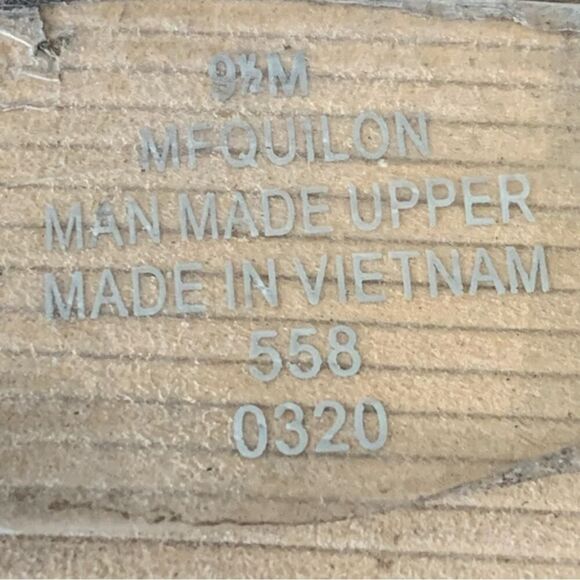 9½M
MFQUILON
MAN MADE UPPER
MADE IN VIETNAM
558
0320